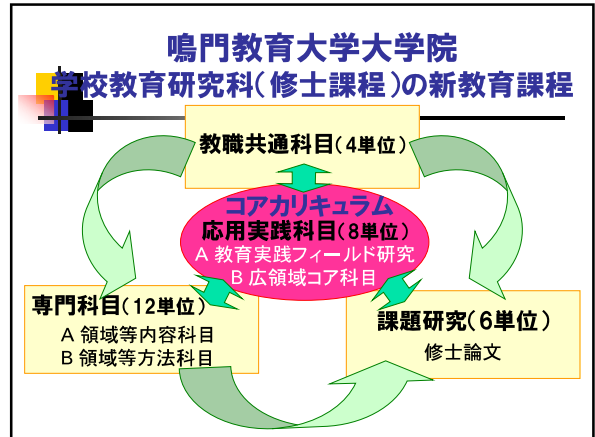 鳴門教育大学大学院
学校教育研究科(修士課程)の新教育課程
教職共通科目(4単位)
コアカリキュラム
応用実践科目(8単位)
A 教育実践フィールド研究
B 広領域コア科目
専門科目(12単位)
A 領域等内容科目
B 領域等方法科目
課題研究(6単位)
修士論文